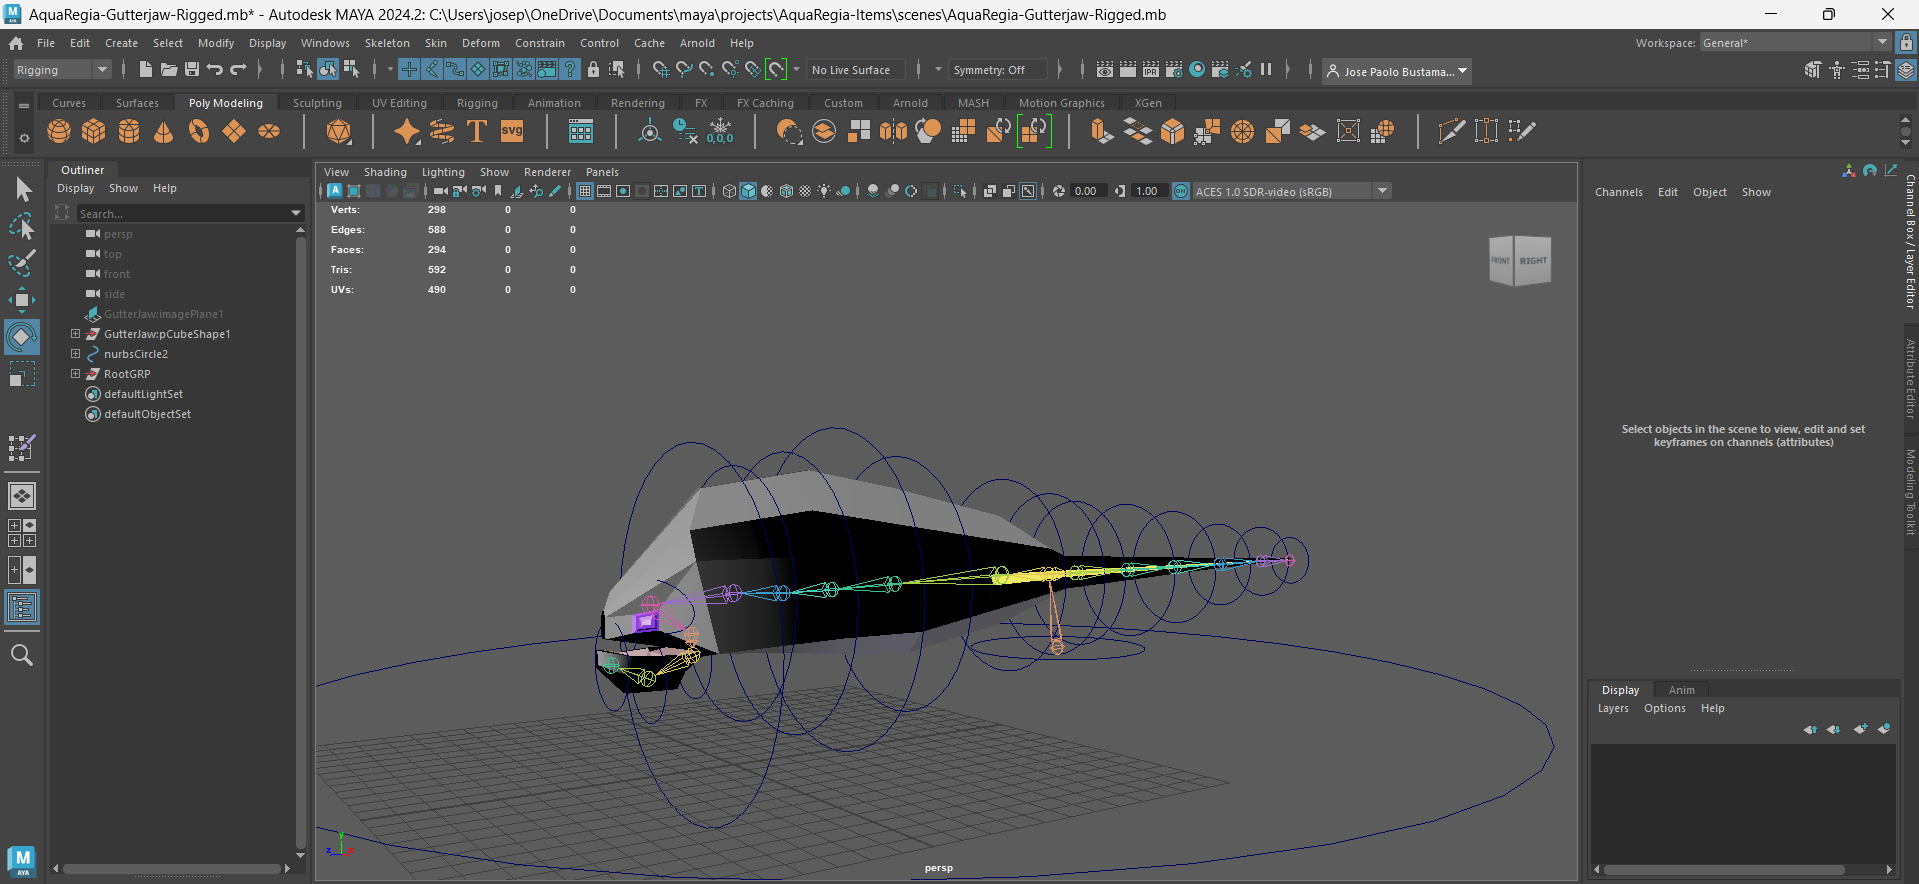 AquaRegia-Gutterjaw-Rigged.mb* - Autodesk MAYA 2024.2: C:\Users\josep\OneDrive\Documents\maya\projects\AquaRegia-Items\scenes\AquaRegia-Gutterjaw-Rigged.mb
File Edit Create Select Modify Display Windows Skeleton Skin Deform Constrain Control Cache Arnold Help
Workspace: General*
Rigging
No Live Surface
Symmetry: Off
IPR
Jose Paolo Bustama...
Curves Surfaces Poly Modeling Sculpting UV Editing Rigging Animation Rendering FX FX Caching Custom Arnold MASH Motion Graphics XGen
T
SVG
0,0,0
Outliner
Display Show Help
Search...
persp
top
front
side
GutterJaw:imagePlane1
GutterJaw:pCubeShape1
nurbsCircle2
RootGRP
defaultLightSet
defaultObjectSet
View Shading Lighting Show Renderer Panels
0.00
1.00
ON
ACES 1.0 SDR-video (sRGB)
Verts: 298 0 0
Edges: 588 0 0
Faces: 294 0 0
Tris: 592 0 0
UVs: 490 0 0
FRONT
RIGHT
y
z
x
persp
Channels Edit Object Show
Select objects in the scene to view, edit and set
keyframes on channels (attributes)
Channel Box / Layer Editor
Attribute Editor
Modeling Toolkit
Display Anim
Layers Options Help
M
AYA